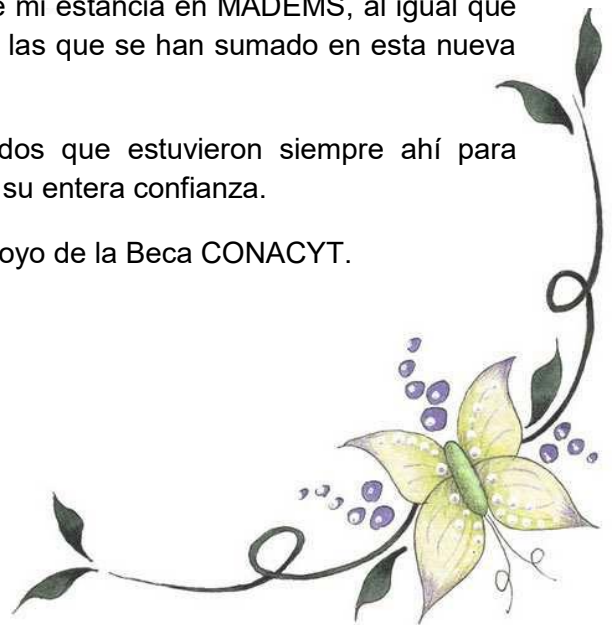 mi estancia en MADEMS, al igual que
las que se han sumado en esta nueva
dos que estuvieron siempre ahí para
su entera confianza.
oyo de la Beca CONACYT.